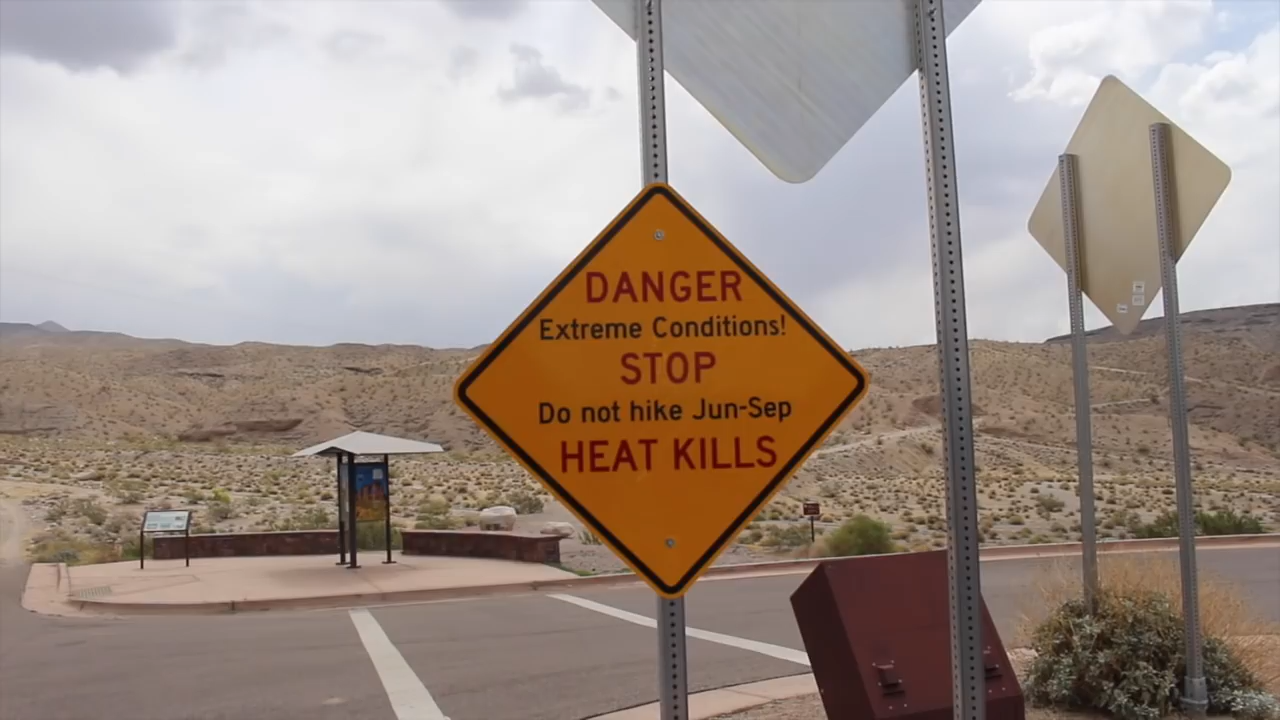 DANGER
Extreme Conditions!
STOP
Do not hike Jun-Sep
HEAT KILLS